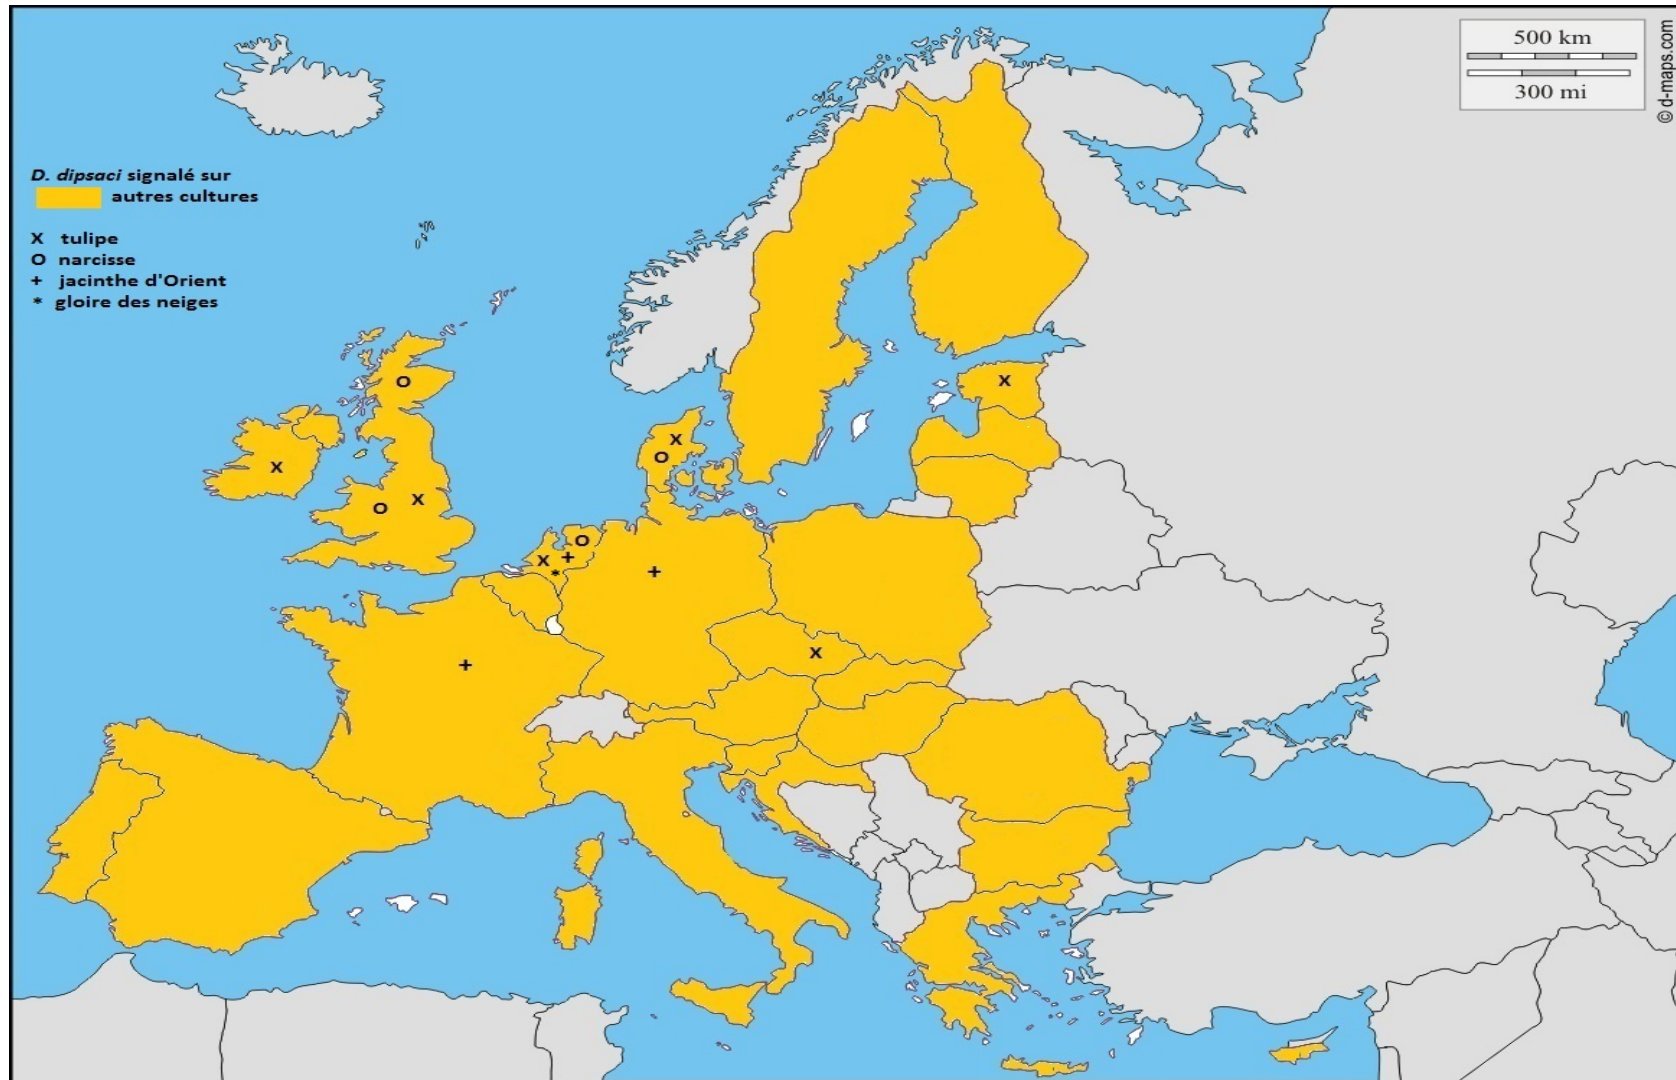 500 km
300 mi
© d-maps.com
D. dipsaci signalé sur
autres cultures
X tulipe
O narcisse
+ jacinthe d'Orient
* gloire des neiges
O
X
X
O
X
O
X
O
X
+
*
+
X
+